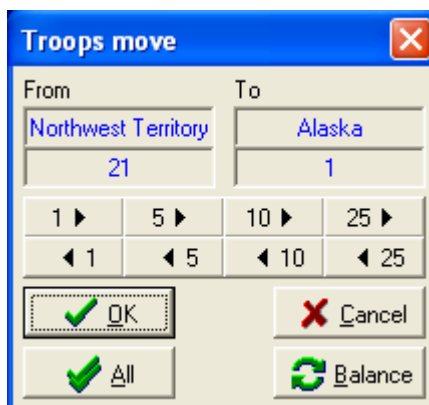 Troops move
From To
Northwest Territory Alaska
21 1
1 5 10 25
1 5 10 25
OK Cancel
All Balance